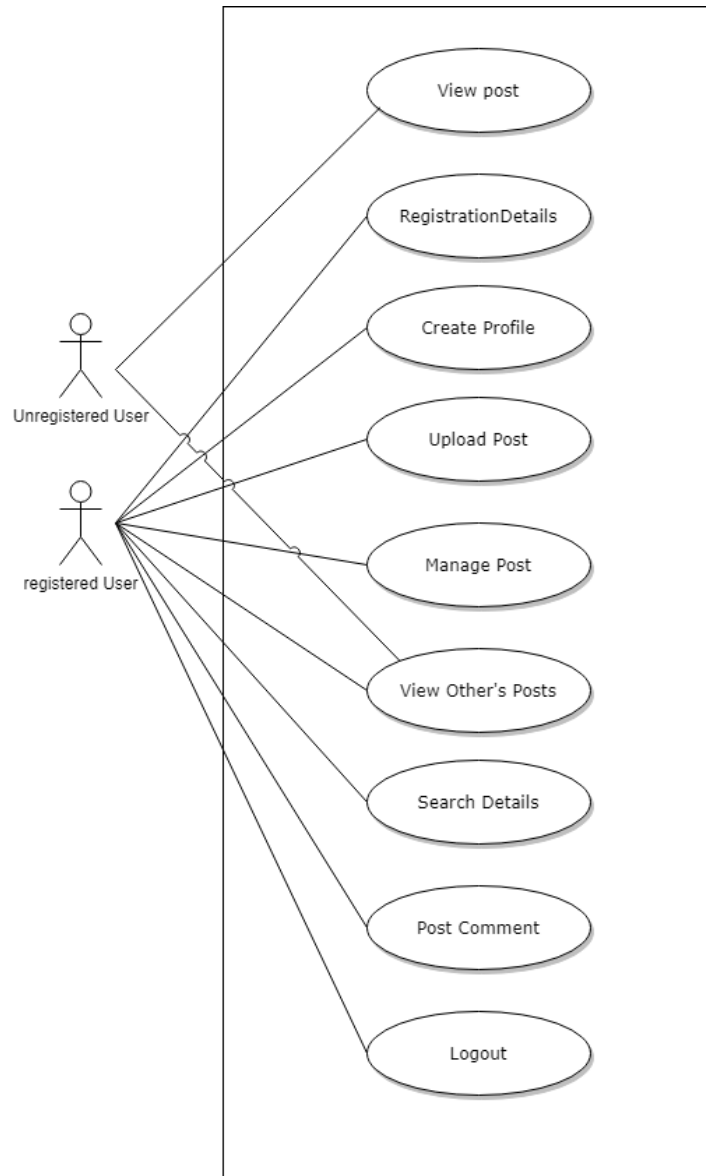 View post
RegistrationDetails
Create Profile
Unregistered User
Upload Post
registered User
Manage Post
View Other's Posts
Search Details
Post Comment
Logout